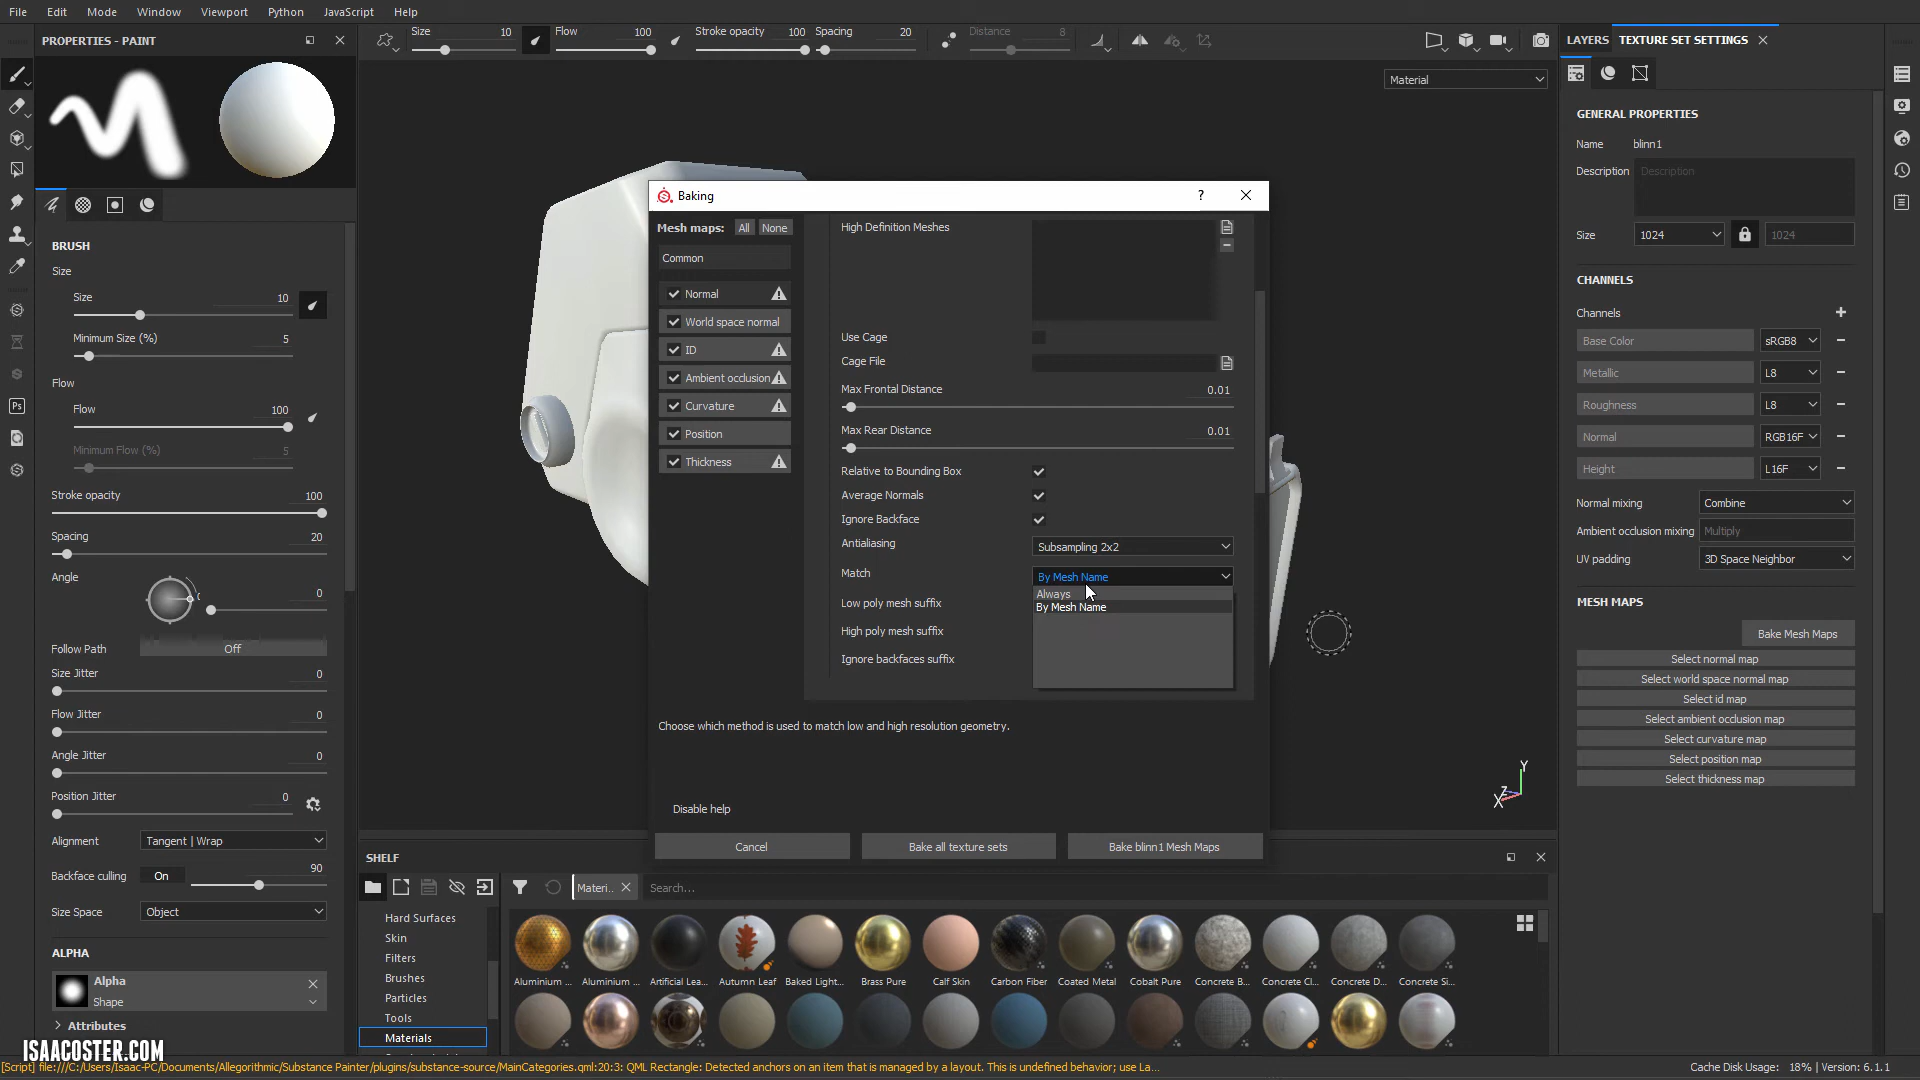 File Edit Mode Window Viewport Python JavaScript Help
PROPERTIES - PAINT
Size 10 Flow 100 Stroke opacity 100 Spacing 20 Distance 8
LAYERS TEXTURE SET SETTINGS
Material
BRUSH
Size
Size 10
Minimum Size (%) 5
Flow
Flow 100
Minimum Flow (%) 5
Stroke opacity 100
Spacing 20
Angle
0
Follow Path Off
Size Jitter 0
Flow Jitter 0
Angle Jitter 0
Position Jitter 0
Alignment Tangent | Wrap
Backface culling On 90
Size Space Object
ALPHA
Alpha
Shape
Attributes
Ps
Baking ?
Mesh maps: All None
Common
Normal
World space normal
ID
Ambient occlusion
Curvature
Position
Thickness
High Definition Meshes
Use Cage
Cage File
Max Frontal Distance 0.01
Max Rear Distance 0.01
Relative to Bounding Box
Average Normals
Ignore Backface
Antialiasing Subsampling 2x2
Match By Mesh Name
Always
By Mesh Name
Low poly mesh suffix
High poly mesh suffix
Ignore backfaces suffix
Choose which method is used to match low and high resolution geometry.
Disable help
Cancel Bake all texture sets Bake blinn1 Mesh Maps
Y
Z
X
SHELF
Materi.. Search...
Hard Surfaces
Skin
Filters
Brushes
Particles
Tools
Materials
Aluminium ... Aluminium ... Artificial Lea... Autumn Leaf Baked Light... Brass Pure Calf Skin Carbon Fiber Coated Metal Cobalt Pure Concrete B... Concrete Cl... Concrete D... Concrete Si...
GENERAL PROPERTIES
Name blinn1
Description Description
Size 1024 1024
CHANNELS
Channels
Base Color sRGB8
Metallic L8
Roughness L8
Normal RGB16F
Height L16F
Normal mixing Combine
Ambient occlusion mixing Multiply
UV padding 3D Space Neighbor
MESH MAPS
Bake Mesh Maps
Select normal map
Select world space normal map
Select id map
Select ambient occlusion map
Select curvature map
Select position map
Select thickness map
ISAACOSTER.COM
[Script] file:///C:/Users/Isaac-PC/Documents/Allegorithmic/Substance Painter/plugins/substance-source/MainCategories.qml:20:3: QML Rectangle: Detected anchors on an item that is managed by a layout. This is undefined behavior; use La...
Cache Disk Usage: 18% | Version: 6.1.1